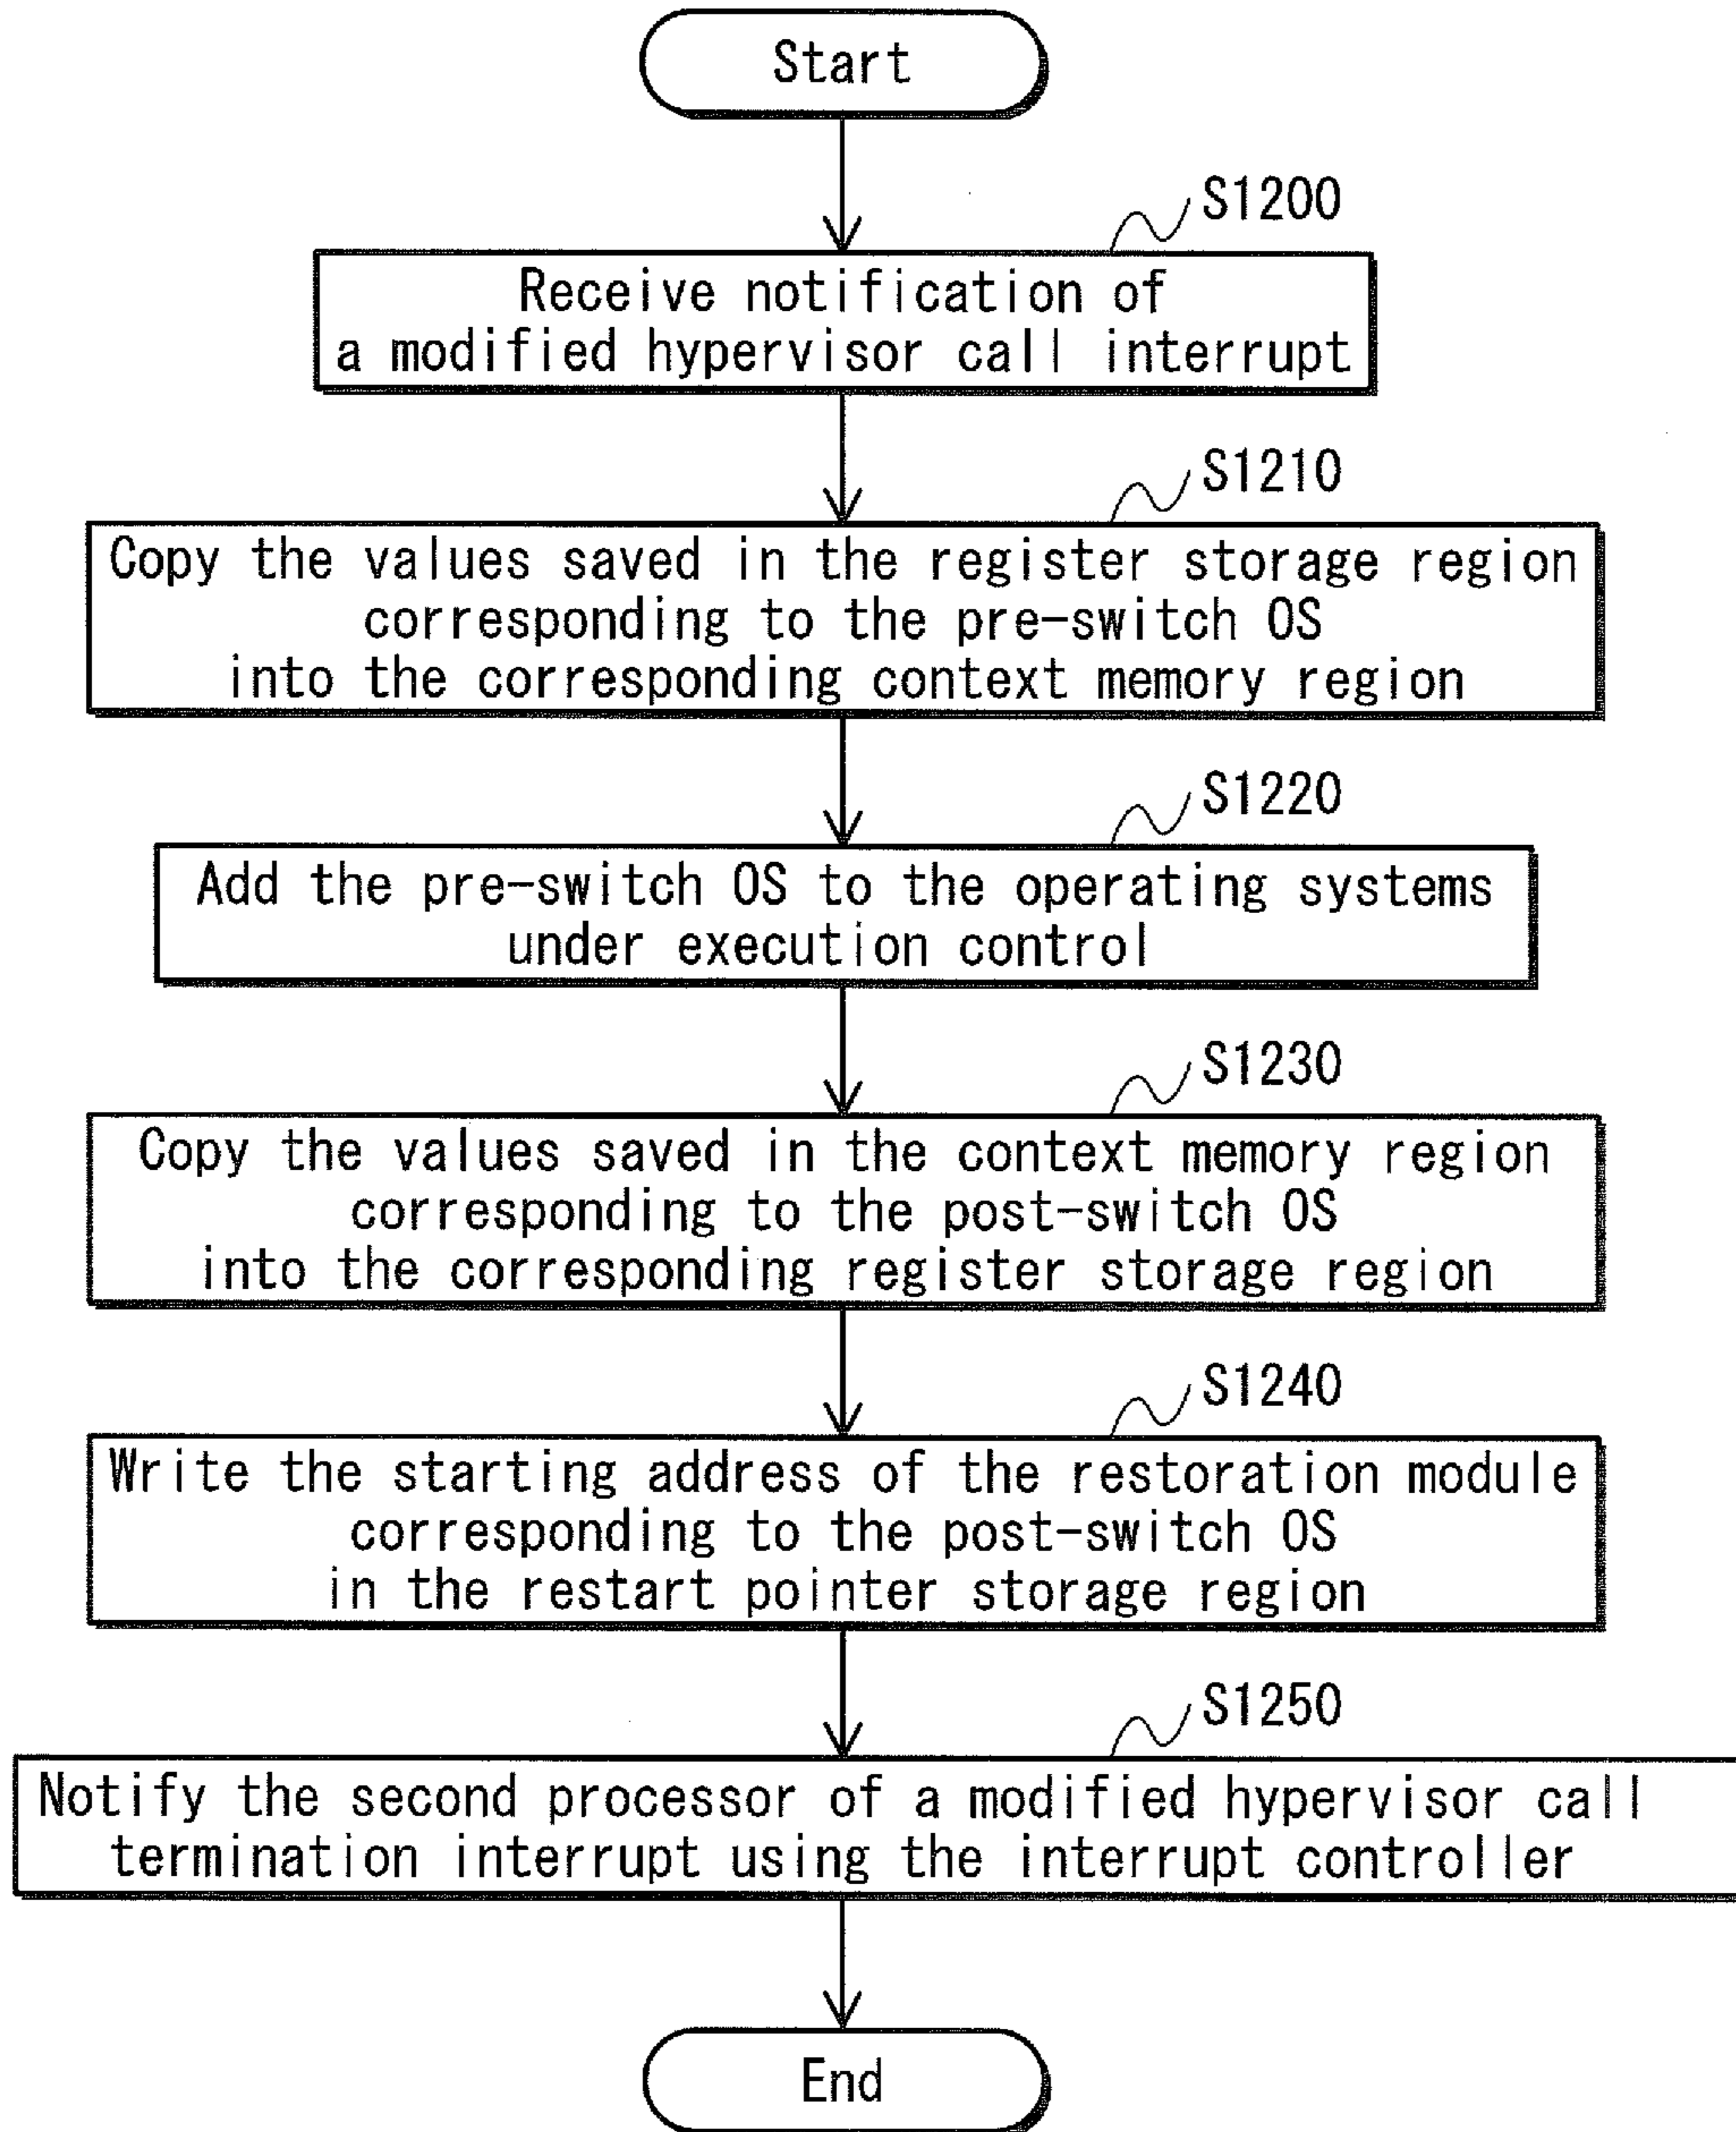 Start
S1200
Receive notification of
a modified hypervisor call interrupt
S1210
Copy the values saved in the register storage region
corresponding to the pre-switch OS
into the corresponding context memory region
S1220
Add the pre-switch OS to the operating systems
under execution control
S1230
Copy the values saved in the context memory region
corresponding to the post-switch OS
into the corresponding register storage region
S1240
Write the starting address of the restoration module
corresponding to the post-switch OS
in the restart pointer storage region
S1250
Notify the second processor of a modified hypervisor call
termination interrupt using the interrupt controller
End